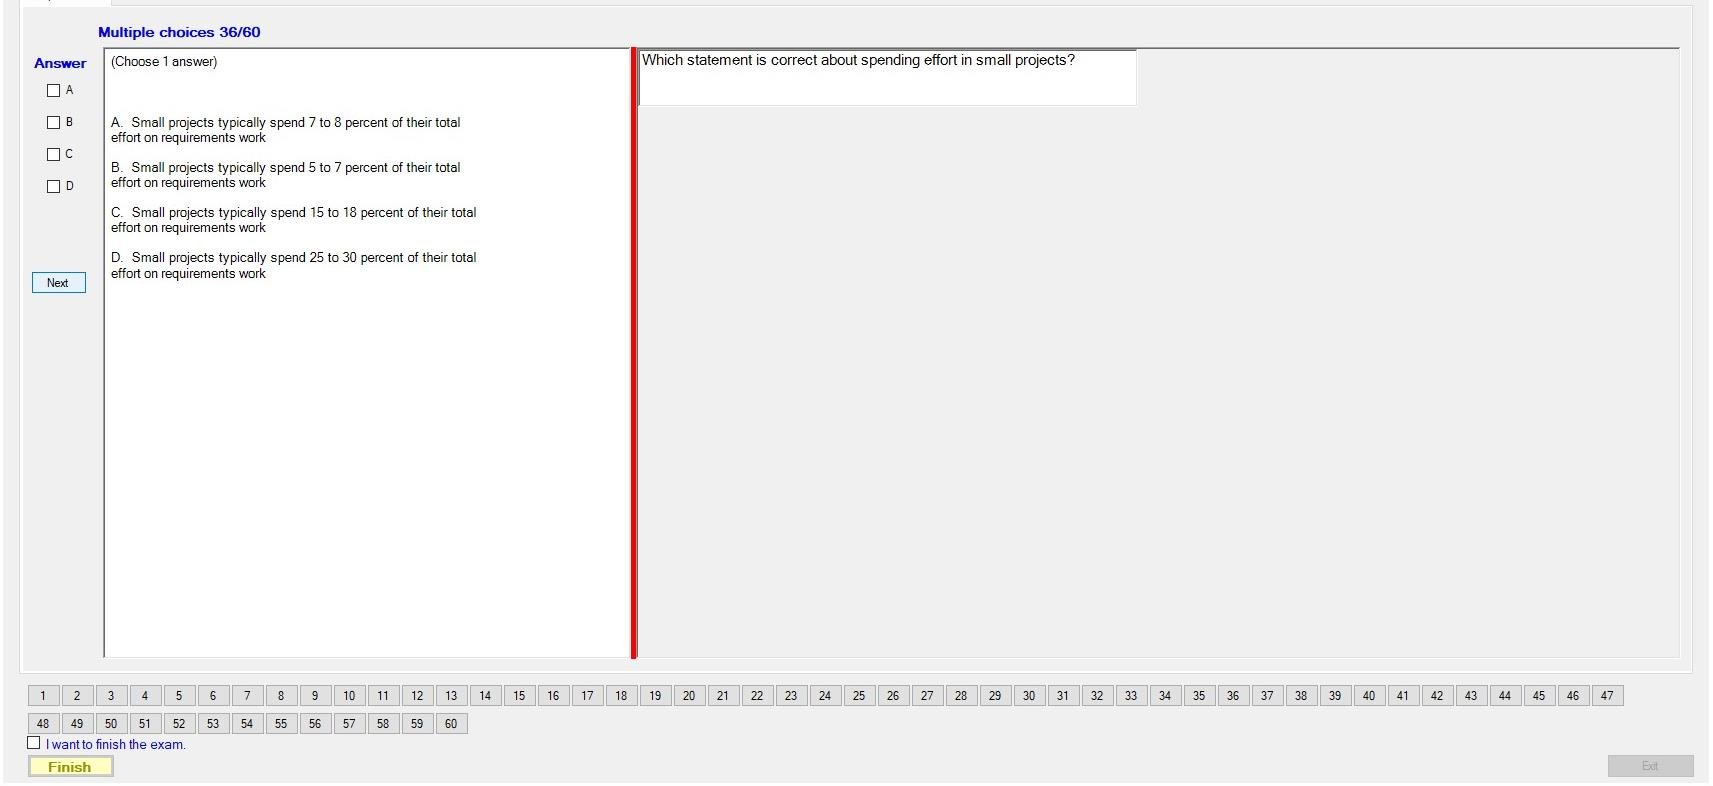 Multiple choices 36/60
Answer
(Choose 1 answer)
Which statement is correct about spending effort in small projects?
A
B
C
D
A. Small projects typically spend 7 to 8 percent of their total
effort on requirements work
B. Small projects typically spend 5 to 7 percent of their total
effort on requirements work
C. Small projects typically spend 15 to 18 percent of their total
effort on requirements work
D. Small projects typically spend 25 to 30 percent of their total
effort on requirements work
Next
1 2 3 4 5 6 7 8 9 10 11 12 13 14 15 16 17 18 19 20 21 22 23 24 25 26 27 28 29 30 31 32 33 34 35 36 37 38 39 40 41 42 43 44 45 46 47
48 49 50 51 52 53 54 55 56 57 58 59 60
I want to finish the exam.
Finish
Exit